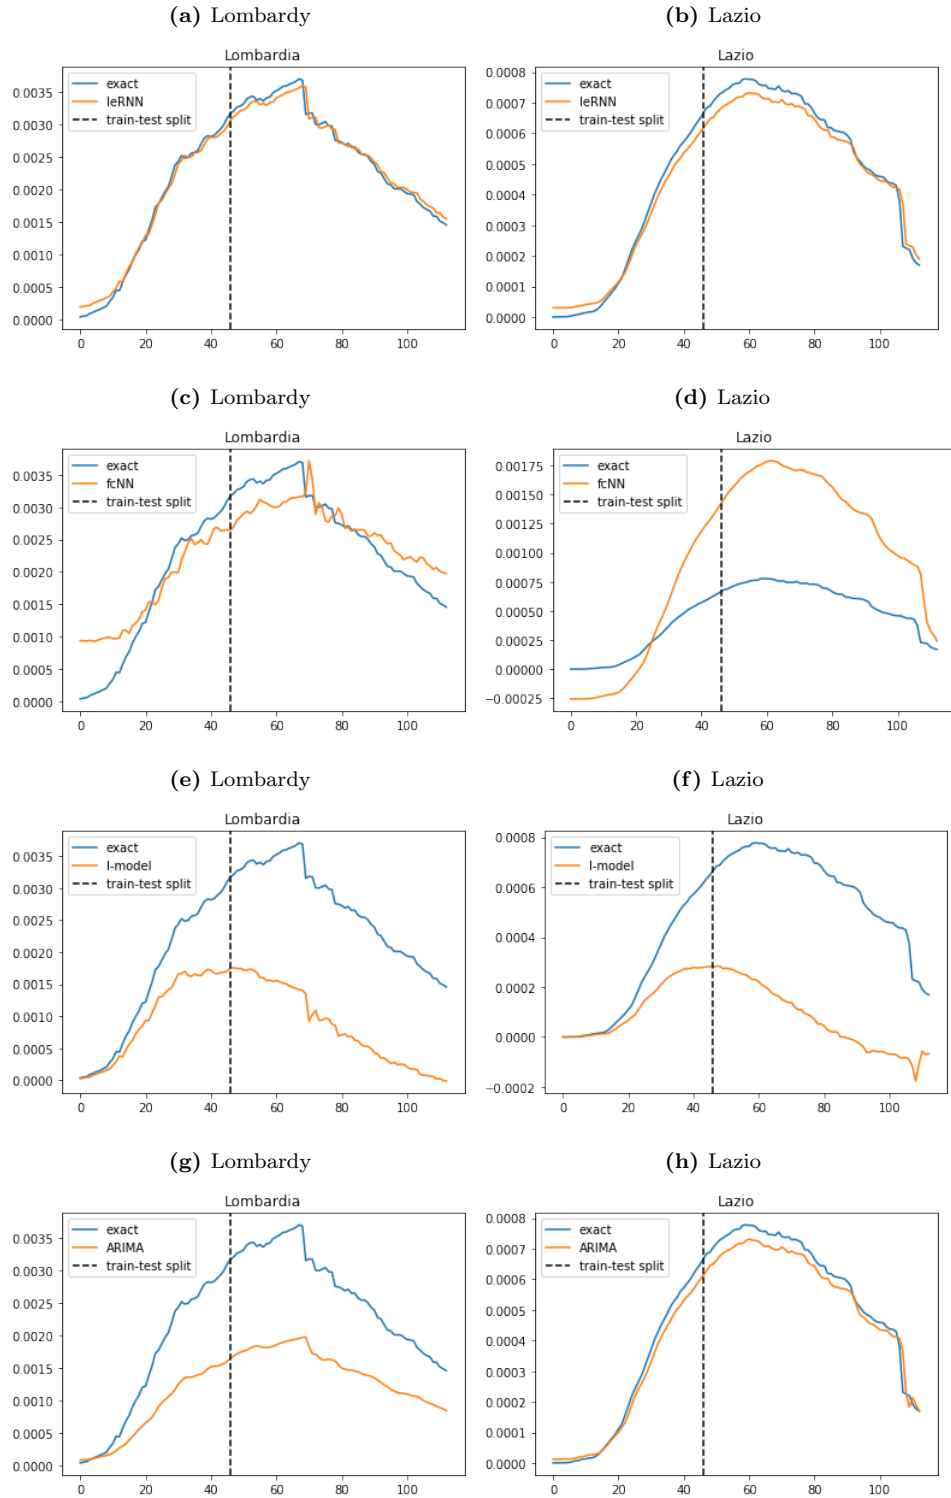 (a) Lombardy
(b) Lazio
Lombardia
exact
IeRNN
train-test split
0.0035
0.0030
0.0025
0.0020
0.0015
0.0010
0.0005
0.0000
0 20 40 60 80 100
Lazio
exact
IeRNN
train-test split
0.0008
0.0007
0.0006
0.0005
0.0004
0.0003
0.0002
0.0001
0.0000
0 20 40 60 80 100
(c) Lombardy
(d) Lazio
Lombardia
exact
fcNN
train-test split
0.0035
0.0030
0.0025
0.0020
0.0015
0.0010
0.0005
0.0000
0 20 40 60 80 100
Lazio
exact
fcNN
train-test split
0.00175
0.00150
0.00125
0.00100
0.00075
0.00050
0.00025
0.00000
−0.00025
0 20 40 60 80 100
(e) Lombardy
(f) Lazio
Lombardia
exact
I-model
train-test split
0.0035
0.0030
0.0025
0.0020
0.0015
0.0010
0.0005
0.0000
0 20 40 60 80 100
Lazio
exact
I-model
train-test split
0.0008
0.0006
0.0004
0.0002
0.0000
−0.0002
0 20 40 60 80 100
(g) Lombardy
(h) Lazio
Lombardia
exact
ARIMA
train-test split
0.0035
0.0030
0.0025
0.0020
0.0015
0.0010
0.0005
0.0000
0 20 40 60 80 100
Lazio
exact
ARIMA
train-test split
0.0008
0.0007
0.0006
0.0005
0.0004
0.0003
0.0002
0.0001
0.0000
0 20 40 60 80 100